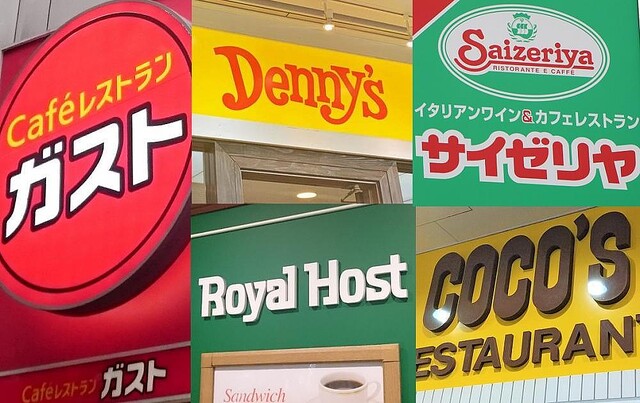 Caféレストラン
ガスト
Caféレストラン ガスト
Denny's
Saizeriya
RISTORANTE E CAFFÉ
イタリアンワイン&カフェレストラン
サイゼリヤ
Royal Host
Sandwich
COCO'S
ESTAURAN